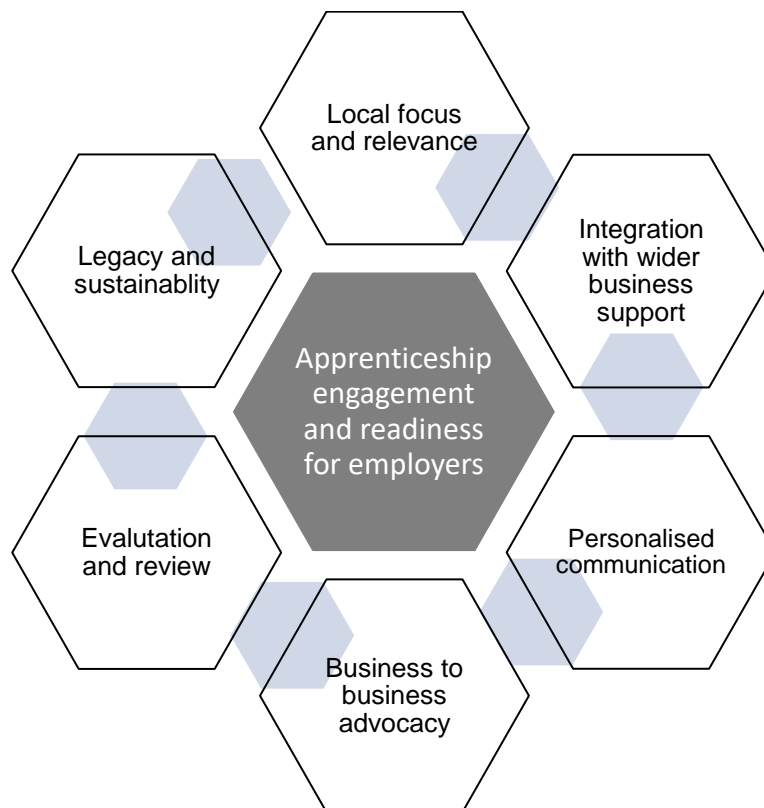 Local focus
and relevance
Integration
with wider
business
support
Personalised
communication
Business to
business
advocacy
Evalutation
and review
Legacy and
sustainablity
Apprenticeship
engagement
and readiness
for employers